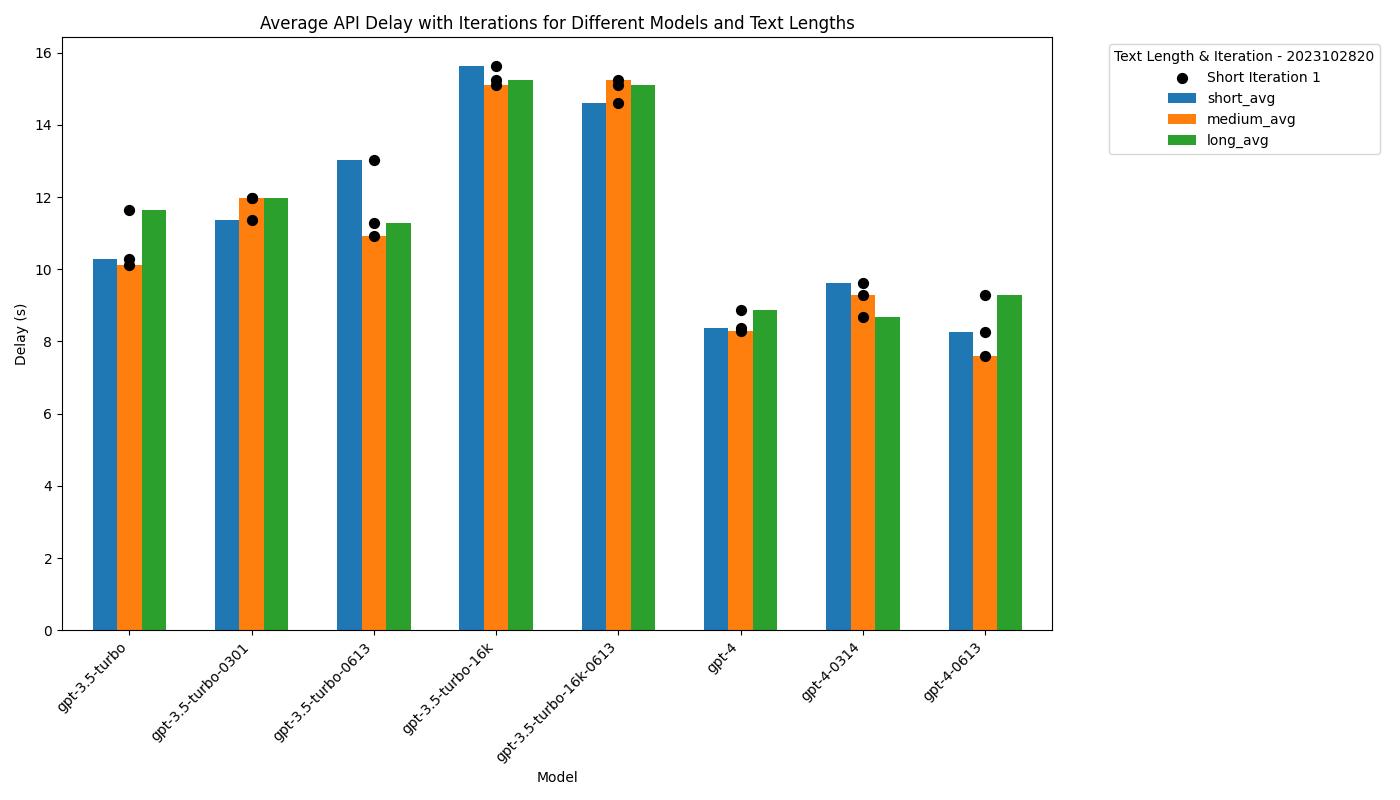 Average API Delay with Iterations for Different Models and Text Lengths
Text Length & Iteration - 2023102820
Short Iteration 1
short_avg
medium_avg
long_avg
Delay (s)
16
14
12
10
8
6
4
2
0
gpt-3.5-turbo
gpt-3.5-turbo-0301
gpt-3.5-turbo-0613
gpt-3.5-turbo-16k
gpt-3.5-turbo-16k-0613
gpt-4
gpt-4-0314
gpt-4-0613
Model